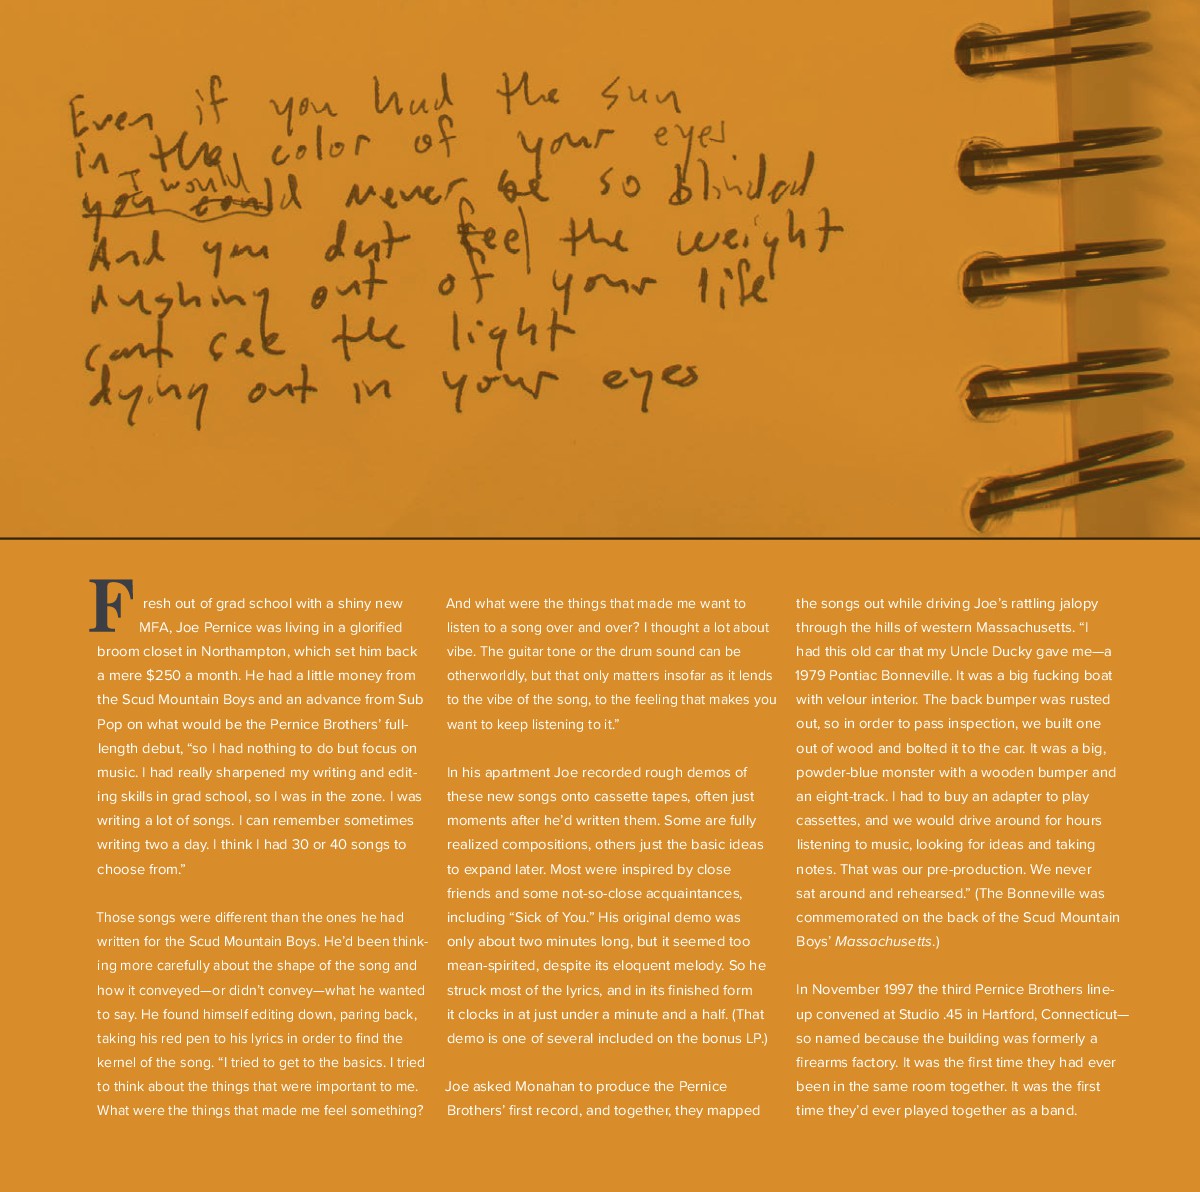 Even if you had the sun
in the color of your eyes
I would
you could never be so blinded
And you dont feel the weight
rushing out of your life
cant see the light
dying out in your eyes
Fresh out of grad school with a shiny new
MFA, Joe Pernice was living in a glorified
broom closet in Northampton, which set him back
a mere $250 a month. He had a little money from
the Scud Mountain Boys and an advance from Sub
Pop on what would be the Pernice Brothers’ full-
length debut, “so I had nothing to do but focus on
music. I had really sharpened my writing and edit-
ing skills in grad school, so I was in the zone. I was
writing a lot of songs. I can remember sometimes
writing two a day. I think I had 30 or 40 songs to
choose from.”
Those songs were different than the ones he had
written for the Scud Mountain Boys. He’d been think-
ing more carefully about the shape of the song and
how it conveyed—or didn’t convey—what he wanted
to say. He found himself editing down, paring back,
taking his red pen to his lyrics in order to find the
kernel of the song. “I tried to get to the basics. I tried
to think about the things that were important to me.
What were the things that made me feel something?
And what were the things that made me want to
listen to a song over and over? I thought a lot about
vibe. The guitar tone or the drum sound can be
otherworldly, but that only matters insofar as it lends
to the vibe of the song, to the feeling that makes you
want to keep listening to it.”
In his apartment Joe recorded rough demos of
these new songs onto cassette tapes, often just
moments after he’d written them. Some are fully
realized compositions, others just the basic ideas
to expand later. Most were inspired by close
friends and some not-so-close acquaintances,
including “Sick of You.” His original demo was
only about two minutes long, but it seemed too
mean-spirited, despite its eloquent melody. So he
struck most of the lyrics, and in its finished form
it clocks in at just under a minute and a half. (That
demo is one of several included on the bonus LP.)
Joe asked Monahan to produce the Pernice
Brothers’ first record, and together, they mapped
the songs out while driving Joe’s rattling jalopy
through the hills of western Massachusetts. “I
had this old car that my Uncle Ducky gave me—a
1979 Pontiac Bonneville. It was a big fucking boat
with velour interior. The back bumper was rusted
out, so in order to pass inspection, we built one
out of wood and bolted it to the car. It was a big,
powder-blue monster with a wooden bumper and
an eight-track. I had to buy an adapter to play
cassettes, and we would drive around for hours
listening to music, looking for ideas and taking
notes. That was our pre-production. We never
sat around and rehearsed.” (The Bonneville was
commemorated on the back of the Scud Mountain
Boys’ Massachusetts.)
In November 1997 the third Pernice Brothers line-
up convened at Studio .45 in Hartford, Connecticut—
so named because the building was formerly a
firearms factory. It was the first time they had ever
been in the same room together. It was the first
time they’d ever played together as a band.